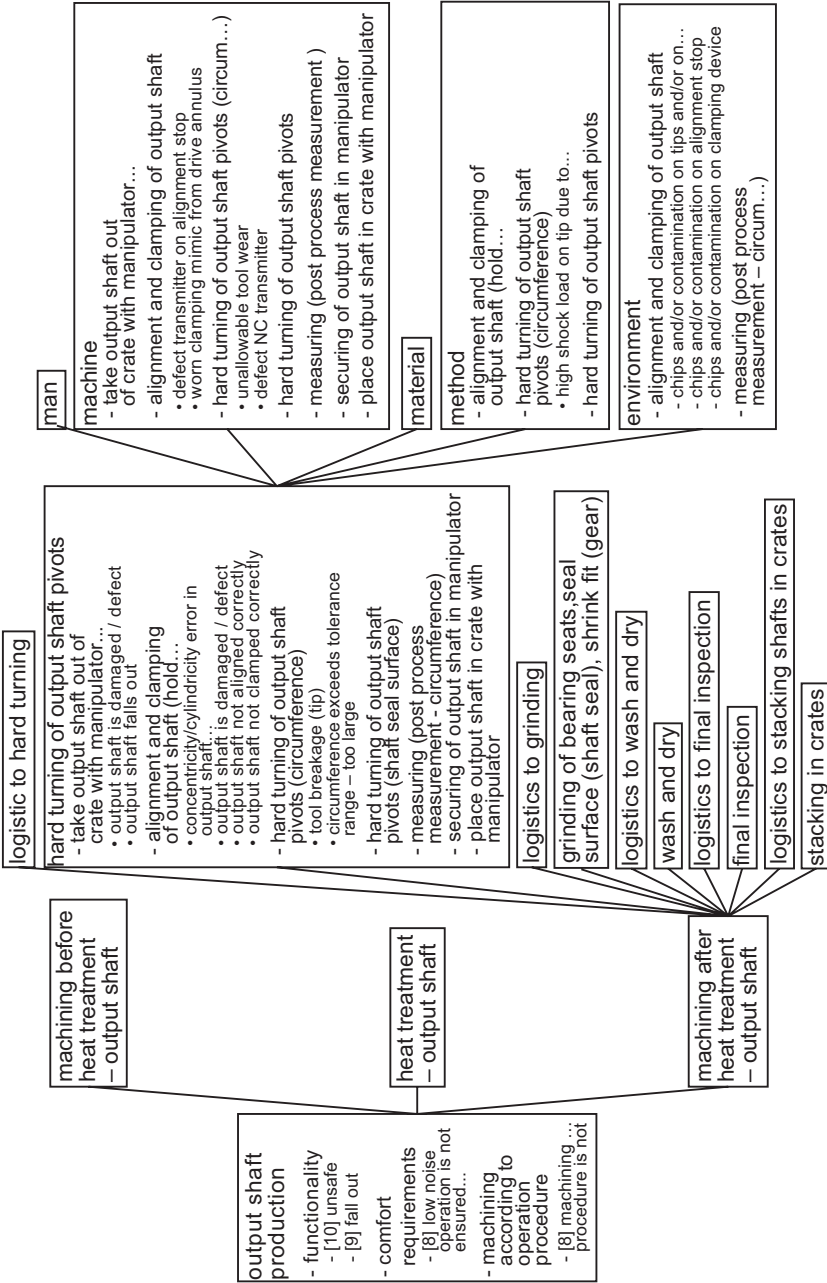 output shaft
production
- functionality
- [10] unsafe
- [9] fall out
- comfort
requirements
- [8] low noise
operation is not
ensured…
- machining
according to
operation
procedure
- [8] machining …
procedure is not
machining before
heat treatment
– output shaft
heat treatment
– output shaft
machining after
heat treatment
– output shaft
logistic to hard turning
hard turning of output shaft pivots
- take output shaft out of
crate with manipulator...
• output shaft is damaged / defect
• output shaft falls out
- alignment and clamping
of output shaft (hold…
• concentricity/cylindricity error in
output shaft…
• output shaft is damaged / defect
• output shaft not aligned correctly
• output shaft not clamped correctly
- hard turning of output shaft
pivots (circumference)
• tool breakage (tip)
• circumference exceeds tolerance
range – too large
- hard turning of output shaft
pivots (shaft seal surface)
- measuring (post process
measurement - circumference)
- securing of output shaft in manipulator
- place output shaft in crate with
manipulator
logistics to grinding
grinding of bearing seats,seal
surface (shaft seal), shrink fit (gear)
logistics to wash and dry
wash and dry
logistics to final inspection
final inspection
logistics to stacking shafts in crates
stacking in crates
man
machine
- take output shaft out
of crate with manipulator…
- alignment and clamping of output shaft
• defect transmitter on alignment stop
• worn clamping mimic from drive annulus
- hard turning of output shaft pivots (circum…)
• unallowable tool wear
• defect NC transmitter
- hard turning of output shaft pivots
- measuring (post process measurement )
- securing of output shaft in manipulator
- place output shaft in crate with manipulator
material
method
- alignment and clamping of
output shaft (hold…
- hard turning of output shaft
pivots (circumference)
• high shock load on tip due to…
- hard turning of output shaft pivots
environment
- alignment and clamping of output shaft
- chips and/or contamination on tips and/or on…
- chips and/or contamination on alignment stop
- chips and/or contamination on clamping device
- measuring (post process
measurement – circum…)